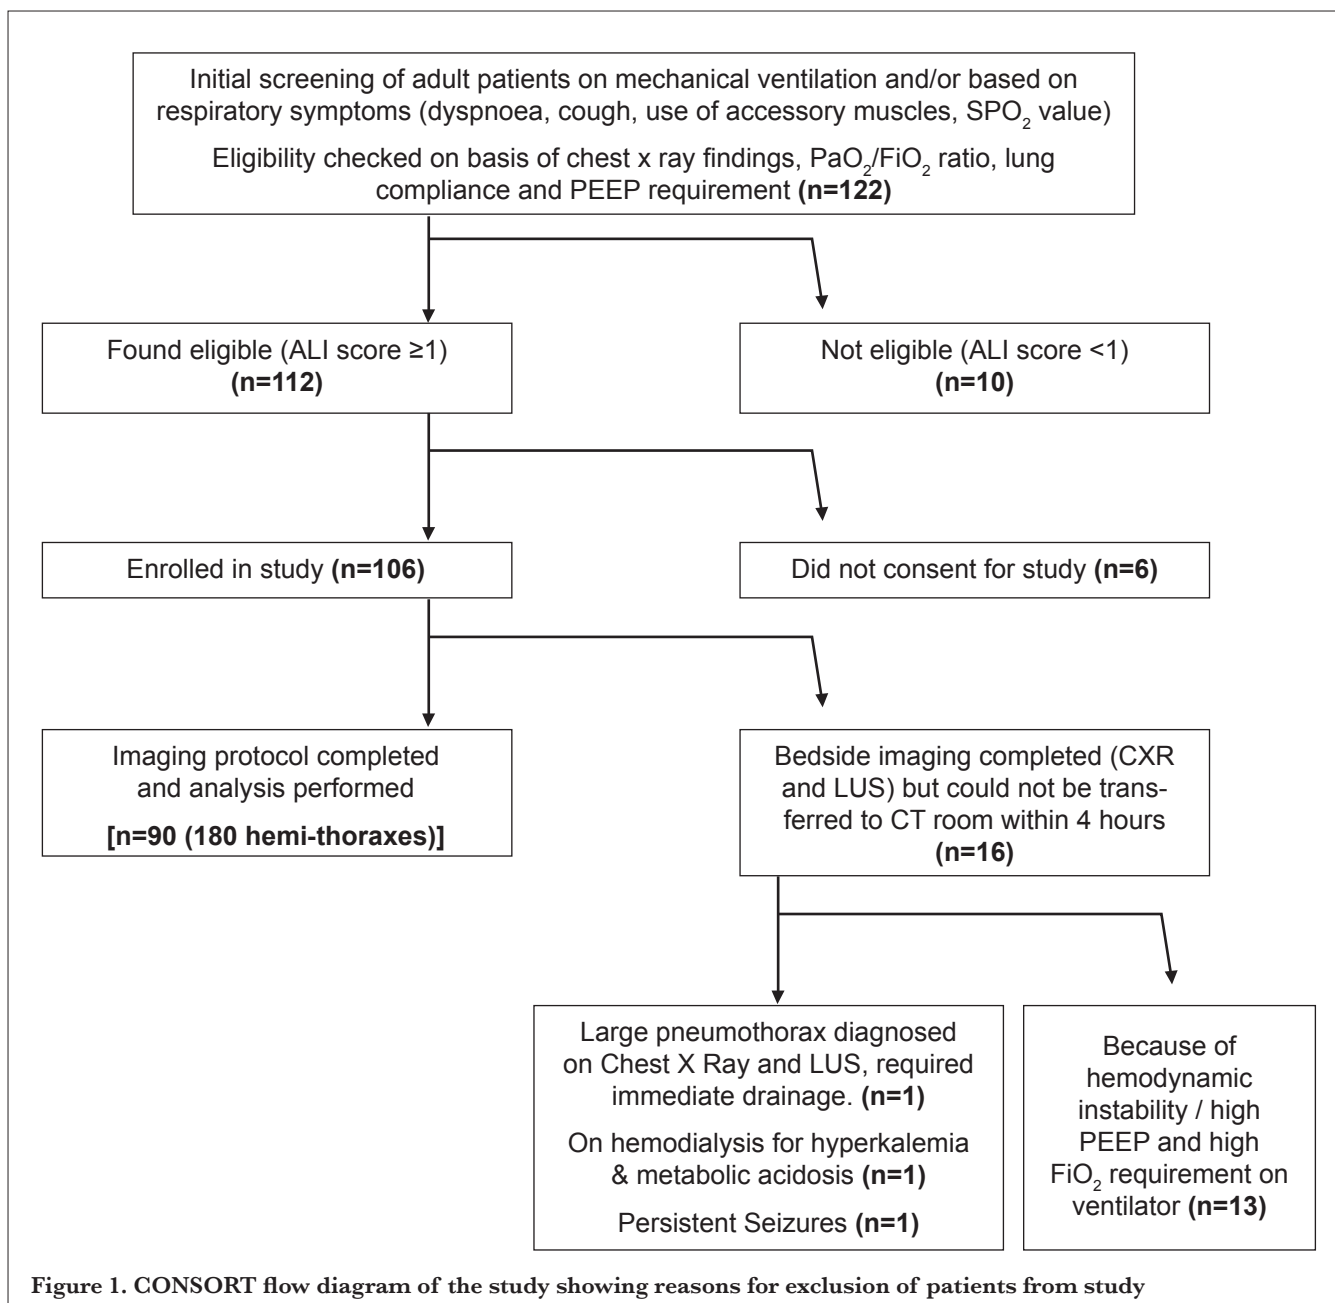 Initial screening of adult patients on mechanical ventilation and/or based on
respiratory symptoms (dyspnoea, cough, use of accessory muscles, SPO₂ value)
Eligibility checked on basis of chest x ray findings, PaO₂/FiO₂ ratio, lung
compliance and PEEP requirement (n=122)
Found eligible (ALI score ≥1)
(n=112)
Not eligible (ALI score <1)
(n=10)
Enrolled in study (n=106)
Did not consent for study (n=6)
Imaging protocol completed
and analysis performed
[n=90 (180 hemi-thoraxes)]
Bedside imaging completed (CXR
and LUS) but could not be trans-
ferred to CT room within 4 hours
(n=16)
Large pneumothorax diagnosed
on Chest X Ray and LUS, required
immediate drainage. (n=1)
On hemodialysis for hyperkalemia
& metabolic acidosis (n=1)
Persistent Seizures (n=1)
Because of
hemodynamic
instability / high
PEEP and high
FiO₂ requirement on
ventilator (n=13)
Figure 1. CONSORT flow diagram of the study showing reasons for exclusion of patients from study